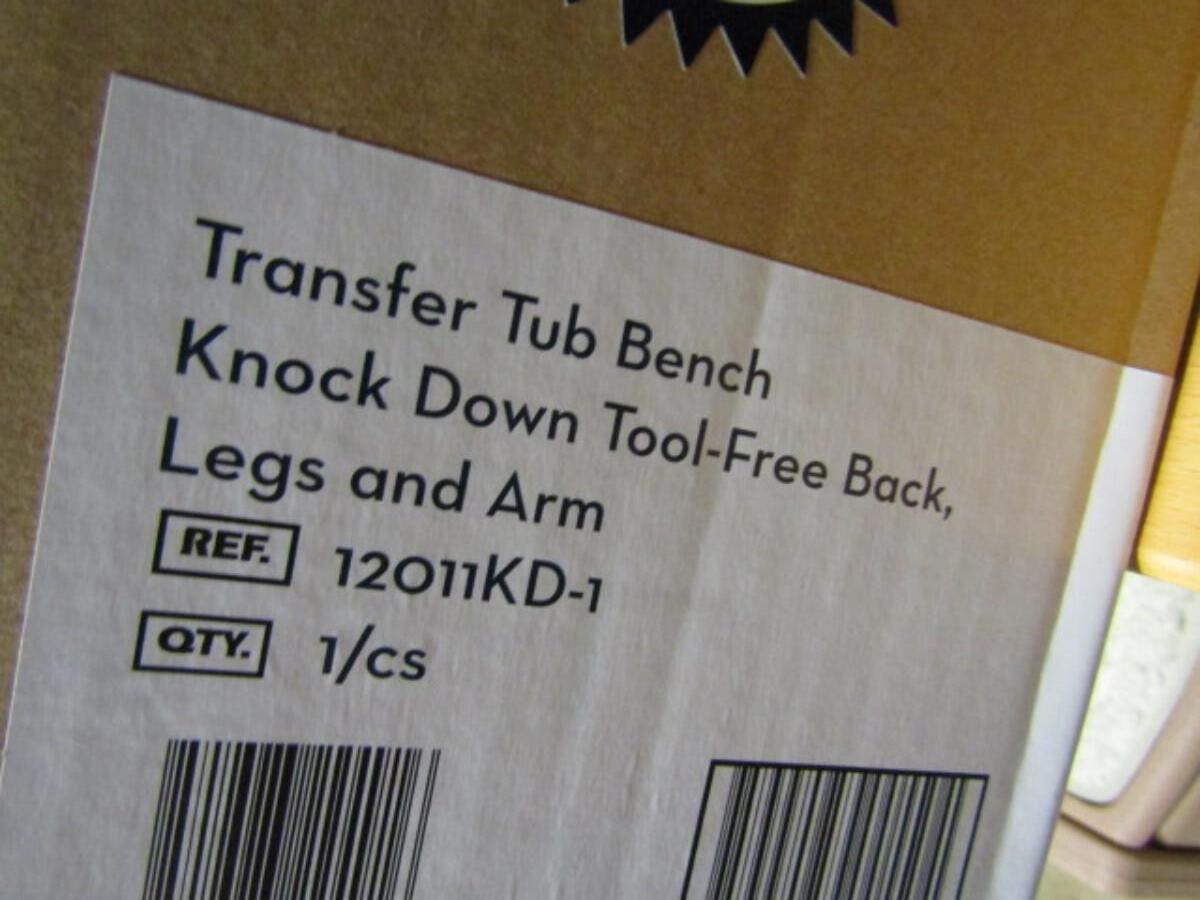 Transfer Tub Bench
Knock Down Tool-Free Back,
Legs and Arm
REF. 12011KD-1
QTY. 1/cs